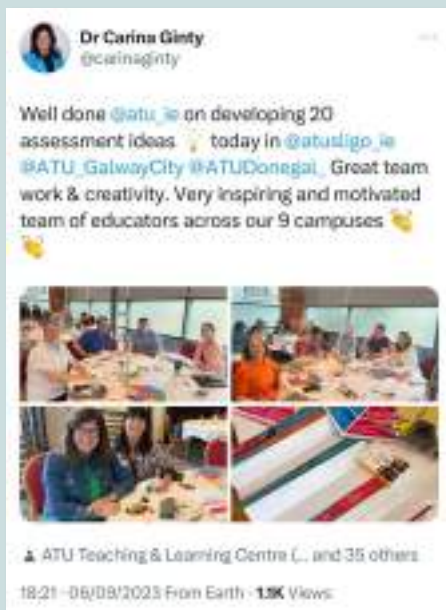 Dr Carina Ginty
@carinaginty
Well done @atu_ie on developing 20
assessment ideas 💡 today in @atusligo_ie
@ATU_GalwayCity @ATUDonegal_ Great team
work & creativity. Very inspiring and motivated
team of educators across our 9 campuses 👏
👏
ATU Teaching & Learning Centre (... and 35 others
18:21 · 06/09/2023 From Earth · 1.1K Views